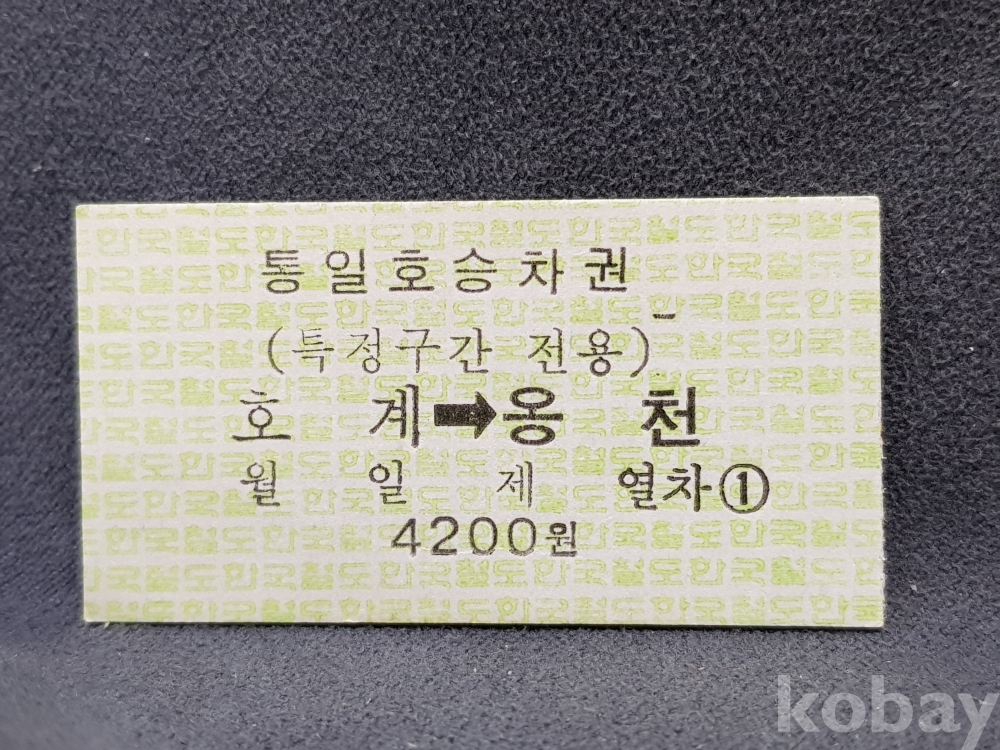 통일호승차권
(특정구간 전용)
호 계➡옹 천
월 일 제 열차①
4200원
kobay